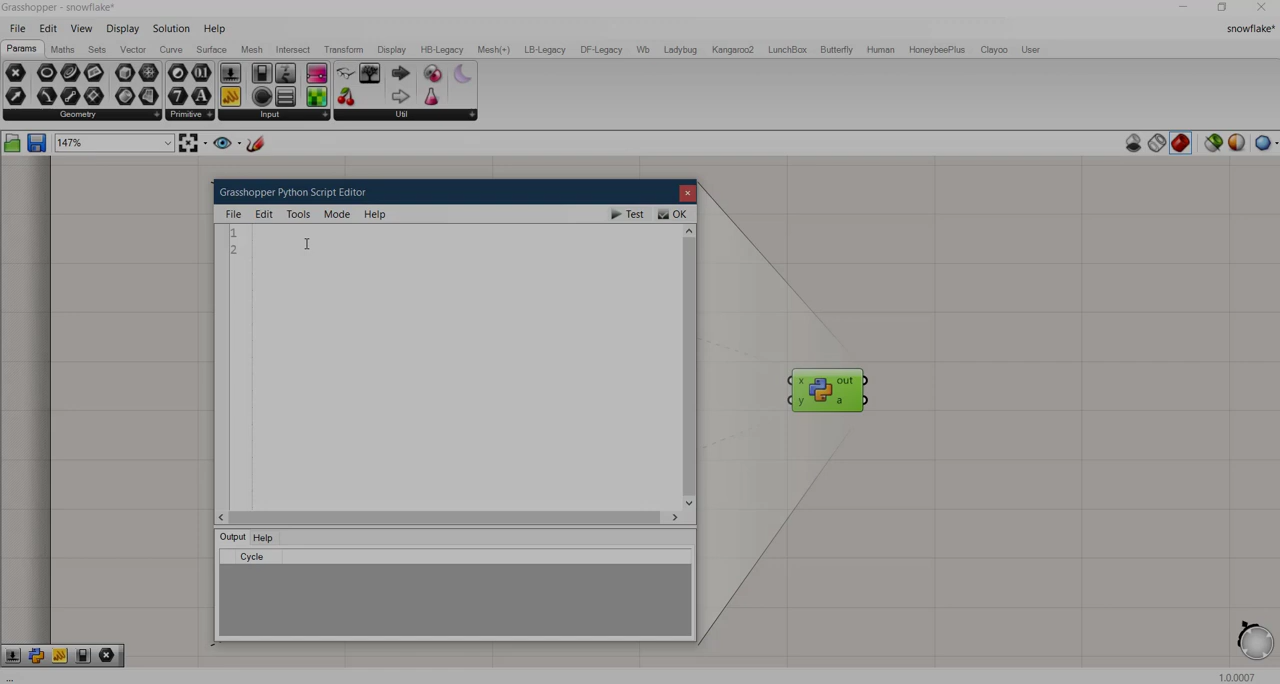 Grasshopper - snowflake*
File Edit View Display Solution Help
snowflake*
Params Maths Sets Vector Curve Surface Mesh Intersect Transform Display HB-Legacy Mesh(+) LB-Legacy DF-Legacy Wb Ladybug Kangaroo2 LunchBox Butterfly Human HoneybeePlus Clayoo User
Geometry Primitive Input Util
147%
Grasshopper Python Script Editor
File Edit Tools Mode Help Test OK
1
2
x out
y a
Output Help
Cycle
...
1.0.0007